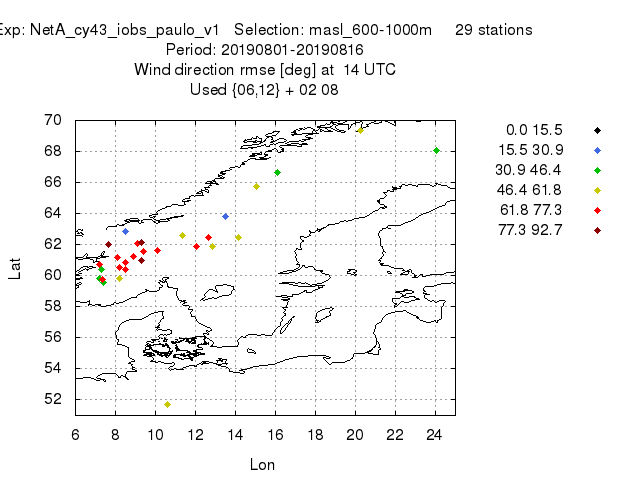 Exp: NetA_cy43_iobs_paulo_v1   Selection: masl_600-1000m     29 stations
Period: 20190801-20190816
Wind direction rmse [deg] at  14 UTC
Used {06,12} + 02 08
70
68
66
64
62
60
58
56
54
52
Lat
6 8 10 12 14 16 18 20 22 24
Lon
0.0 15.5
15.5 30.9
30.9 46.4
46.4 61.8
61.8 77.3
77.3 92.7